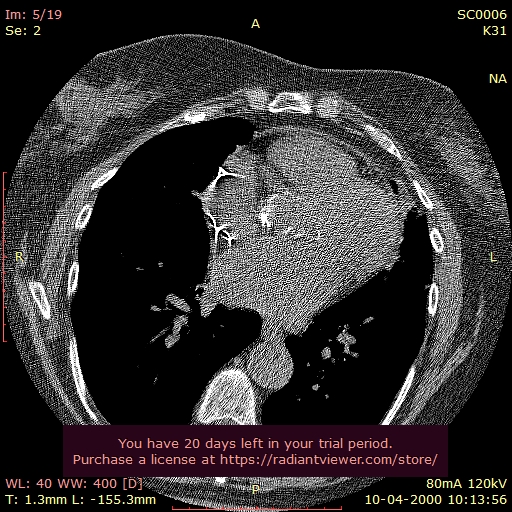 Im: 5/19
Se: 2
A
SC0006
K31
NA
R
L
You have 20 days left in your trial period.
Purchase a license at https://radiantviewer.com/store/
WL: 40 WW: 400 [D]
T: 1.3mm L: -155.3mm
P
80mA 120kV
10-04-2000 10:13:56